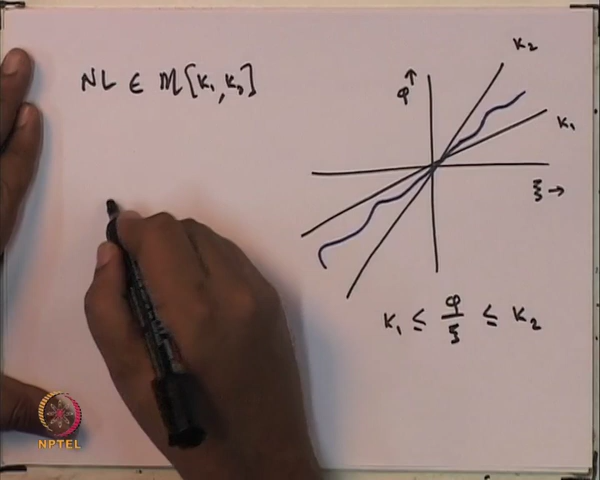 NL ∈ M[K₁, K₂]
K₂
φ↑
K₁
ξ →
K₁ ≤ φ/ξ ≤ K₂
NPTEL